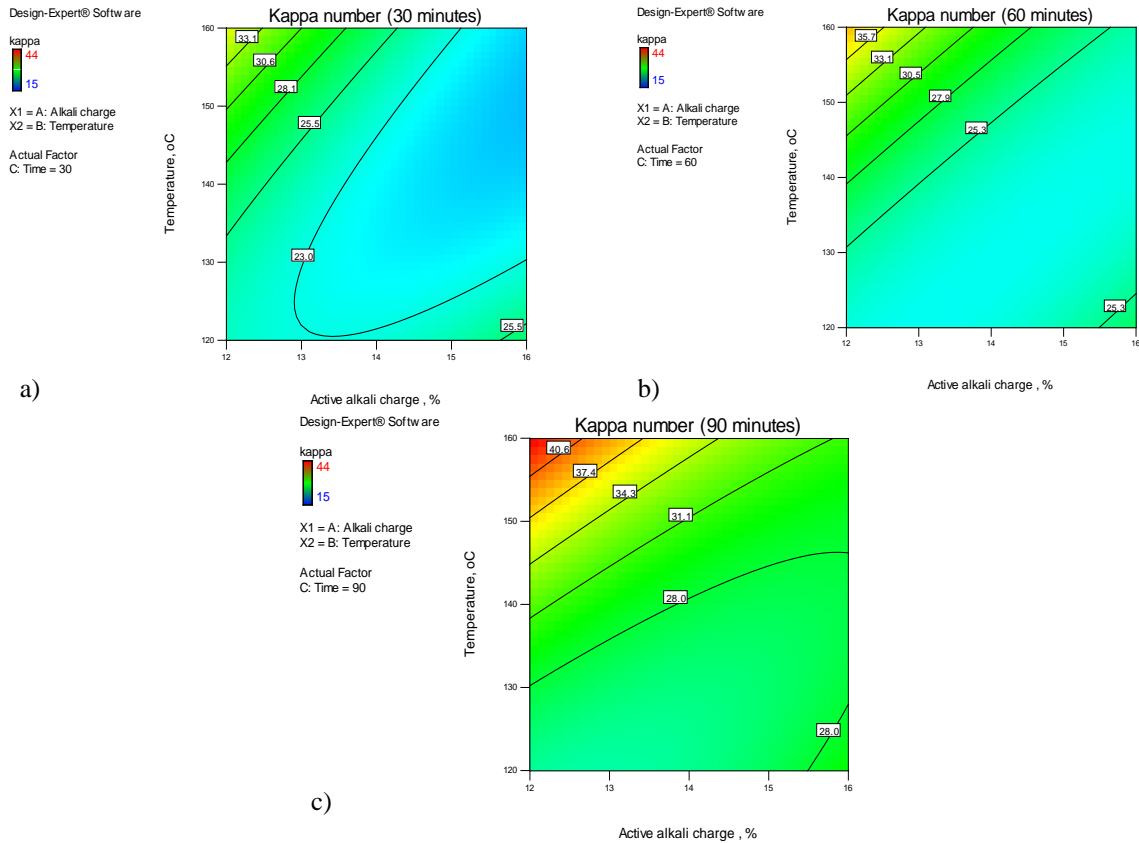 Design-Expert® Software
kappa
44
15
X1 = A: Alkali charge
X2 = B: Temperature
Actual Factor
C: Time = 30
Kappa number (30 minutes)
160
150
140
130
120
Temperature, oC
33.1
30.6
28.1
25.5
23.0
25.5
12 13 14 15 16
Active alkali charge , %
a)
Design-Expert® Software
kappa
44
15
X1 = A: Alkali charge
X2 = B: Temperature
Actual Factor
C: Time = 60
Kappa number (60 minutes)
160
150
140
130
120
Temperature, oC
35.7
33.1
30.5
27.9
25.3
25.3
12 13 14 15 16
Active alkali charge , %
b)
Design-Expert® Software
kappa
44
15
X1 = A: Alkali charge
X2 = B: Temperature
Actual Factor
C: Time = 90
Kappa number (90 minutes)
160
150
140
130
120
Temperature, oC
40.6
37.4
34.3
31.1
28.0
28.0
12 13 14 15 16
Active alkali charge , %
c)